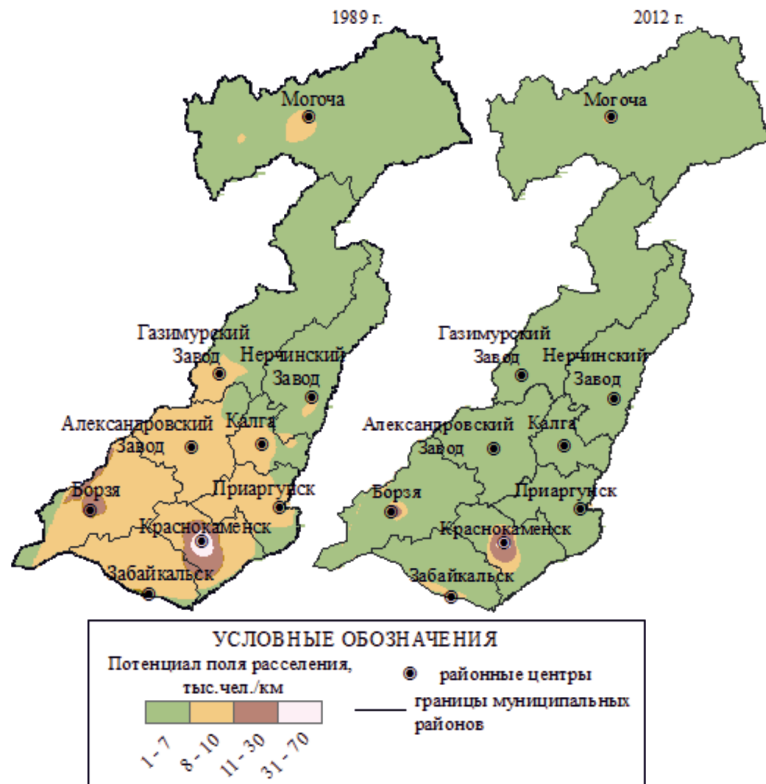 1989 г.
2012 г.
Могоча
Могоча
Газимурский
Завод
Нерчинский
Завод
Александровский
Завод
Калга
Борзя
Приаргунск
Краснокаменск
Забайкальск
Газимурский
Завод
Нерчинский
Завод
Александровский
Завод
Калга
Борзя
Приаргунск
Краснокаменск
Забайкальск
УСЛОВНЫЕ ОБОЗНАЧЕНИЯ
Потенциал поля расселения,
тыс.чел./км
1 - 7
8 - 10
11 - 30
31 - 70
районные центры
границы муниципальных
районов